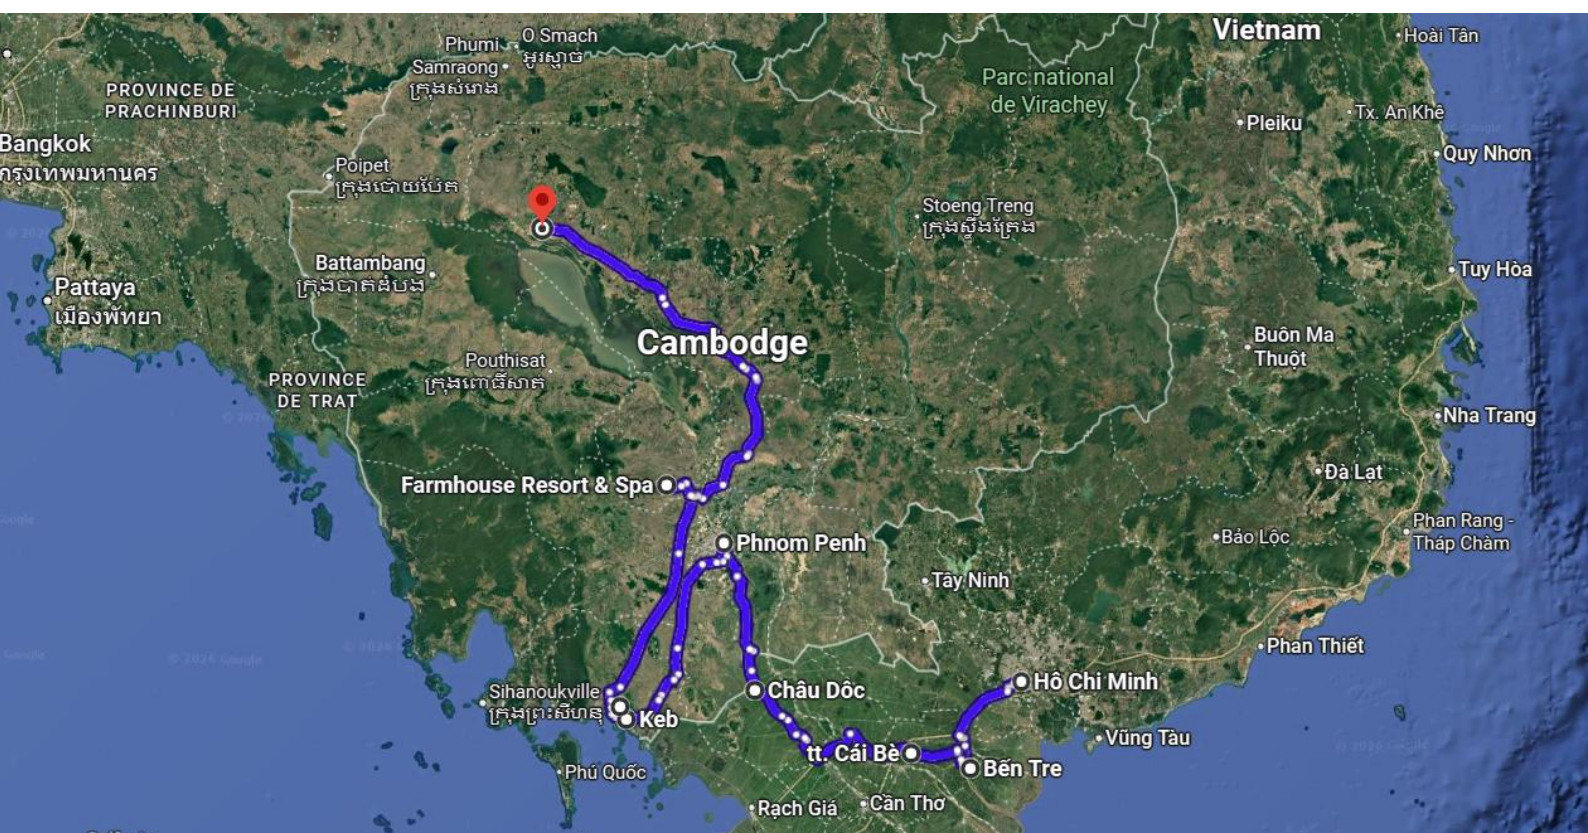 Vietnam
Hoài Tân
O Smach
អូរស្មាច់
Phumi
Samraong
ក្រុងសំរោង
Parc national
de Virachey
PROVINCE DE
PRACHINBURI
Tx. An Khê
Pleiku
Bangkok
กรุงเทพมหานคร
Quy Nhơn
Poipet
ក្រុងប៉ោយប៉ែត
Stoeng Treng
ក្រុងស្ទឹងត្រែង
Battambang
ក្រុងបាត់ដំបង
Tuy Hòa
Pattaya
เมืองพัทยา
Cambodge
Buôn Ma
Thuột
Pouthisat
ក្រុងពោធិ៍សាត់
PROVINCE
DE TRAT
Nha Trang
Đà Lạt
Farmhouse Resort & Spa
Phan Rang -
Tháp Chàm
Bảo Lộc
Phnom Penh
Tây Ninh
Phan Thiết
Hô Chi Minh
Châu Dôc
Sihanoukville
ក្រុងព្រះសីហនុ
Keb
Vũng Tàu
tt. Cái Bè
Bến Tre
Phú Quốc
Cần Thơ
Rạch Giá